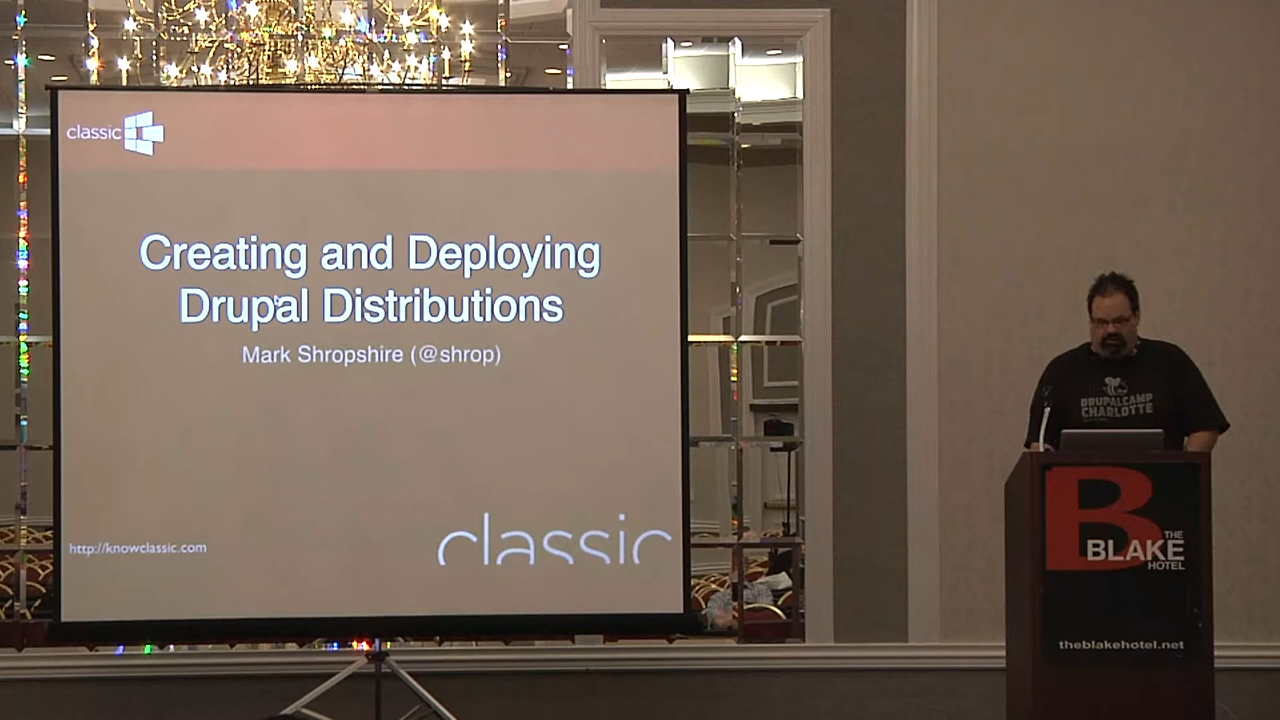 classic
Creating and Deploying
Drupal Distributions
Mark Shropshire (@shrop)
http://knowclassic.com
classic
DRUPALCAMP
CHARLOTTE
B
THE
BLAKE
HOTEL
theblakehotel.net